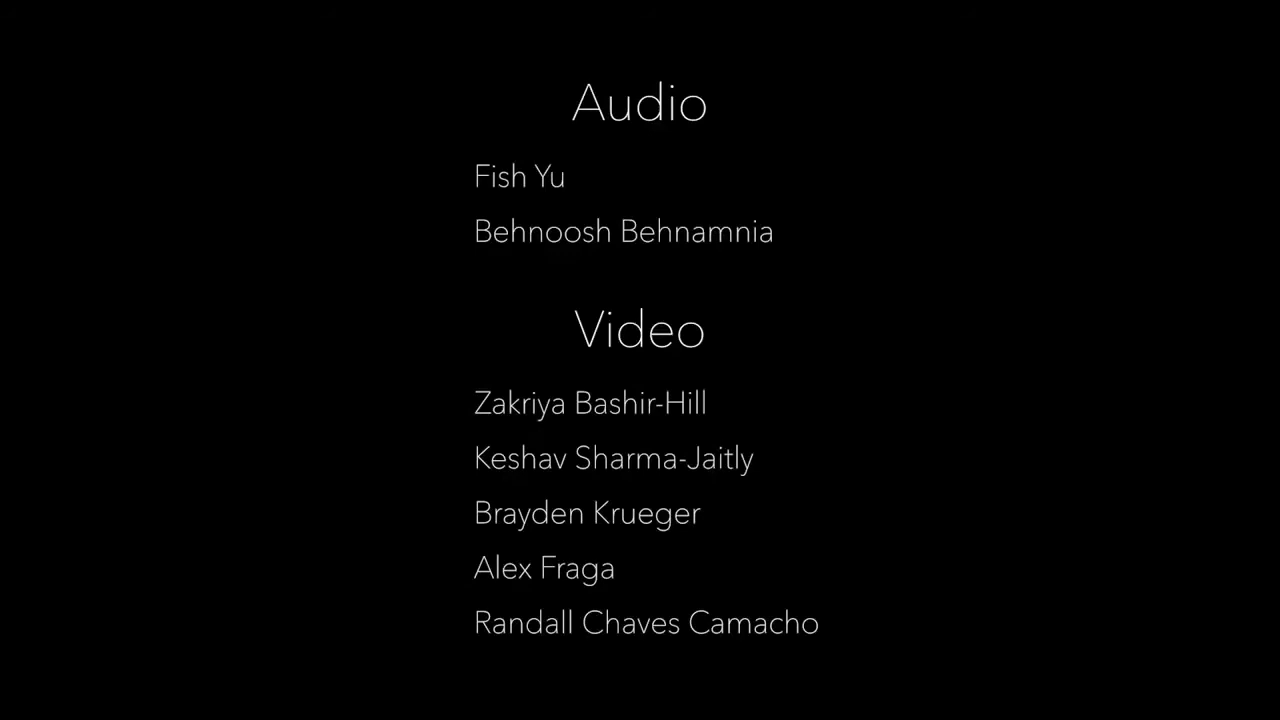 Audio
Fish Yu
Behnoosh Behnamnia
Video
Zakriya Bashir-Hill
Keshav Sharma-Jaitly
Brayden Krueger
Alex Fraga
Randall Chaves Camacho